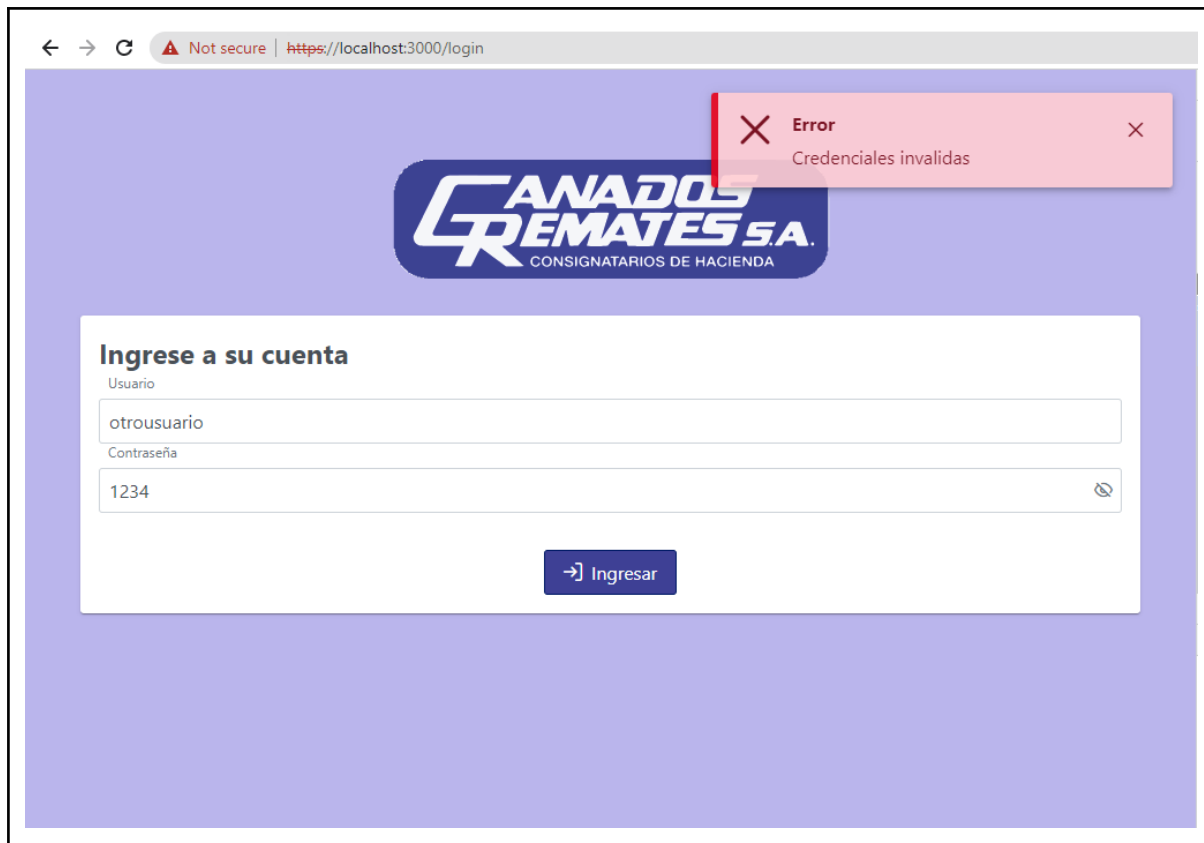 Not secure | https://localhost:3000/login
Error
Credenciales invalidas
GANADOS
REMATES S.A.
CONSIGNATARIOS DE HACIENDA
Ingrese a su cuenta
Usuario
otrousuario
Contraseña
1234
Ingresar